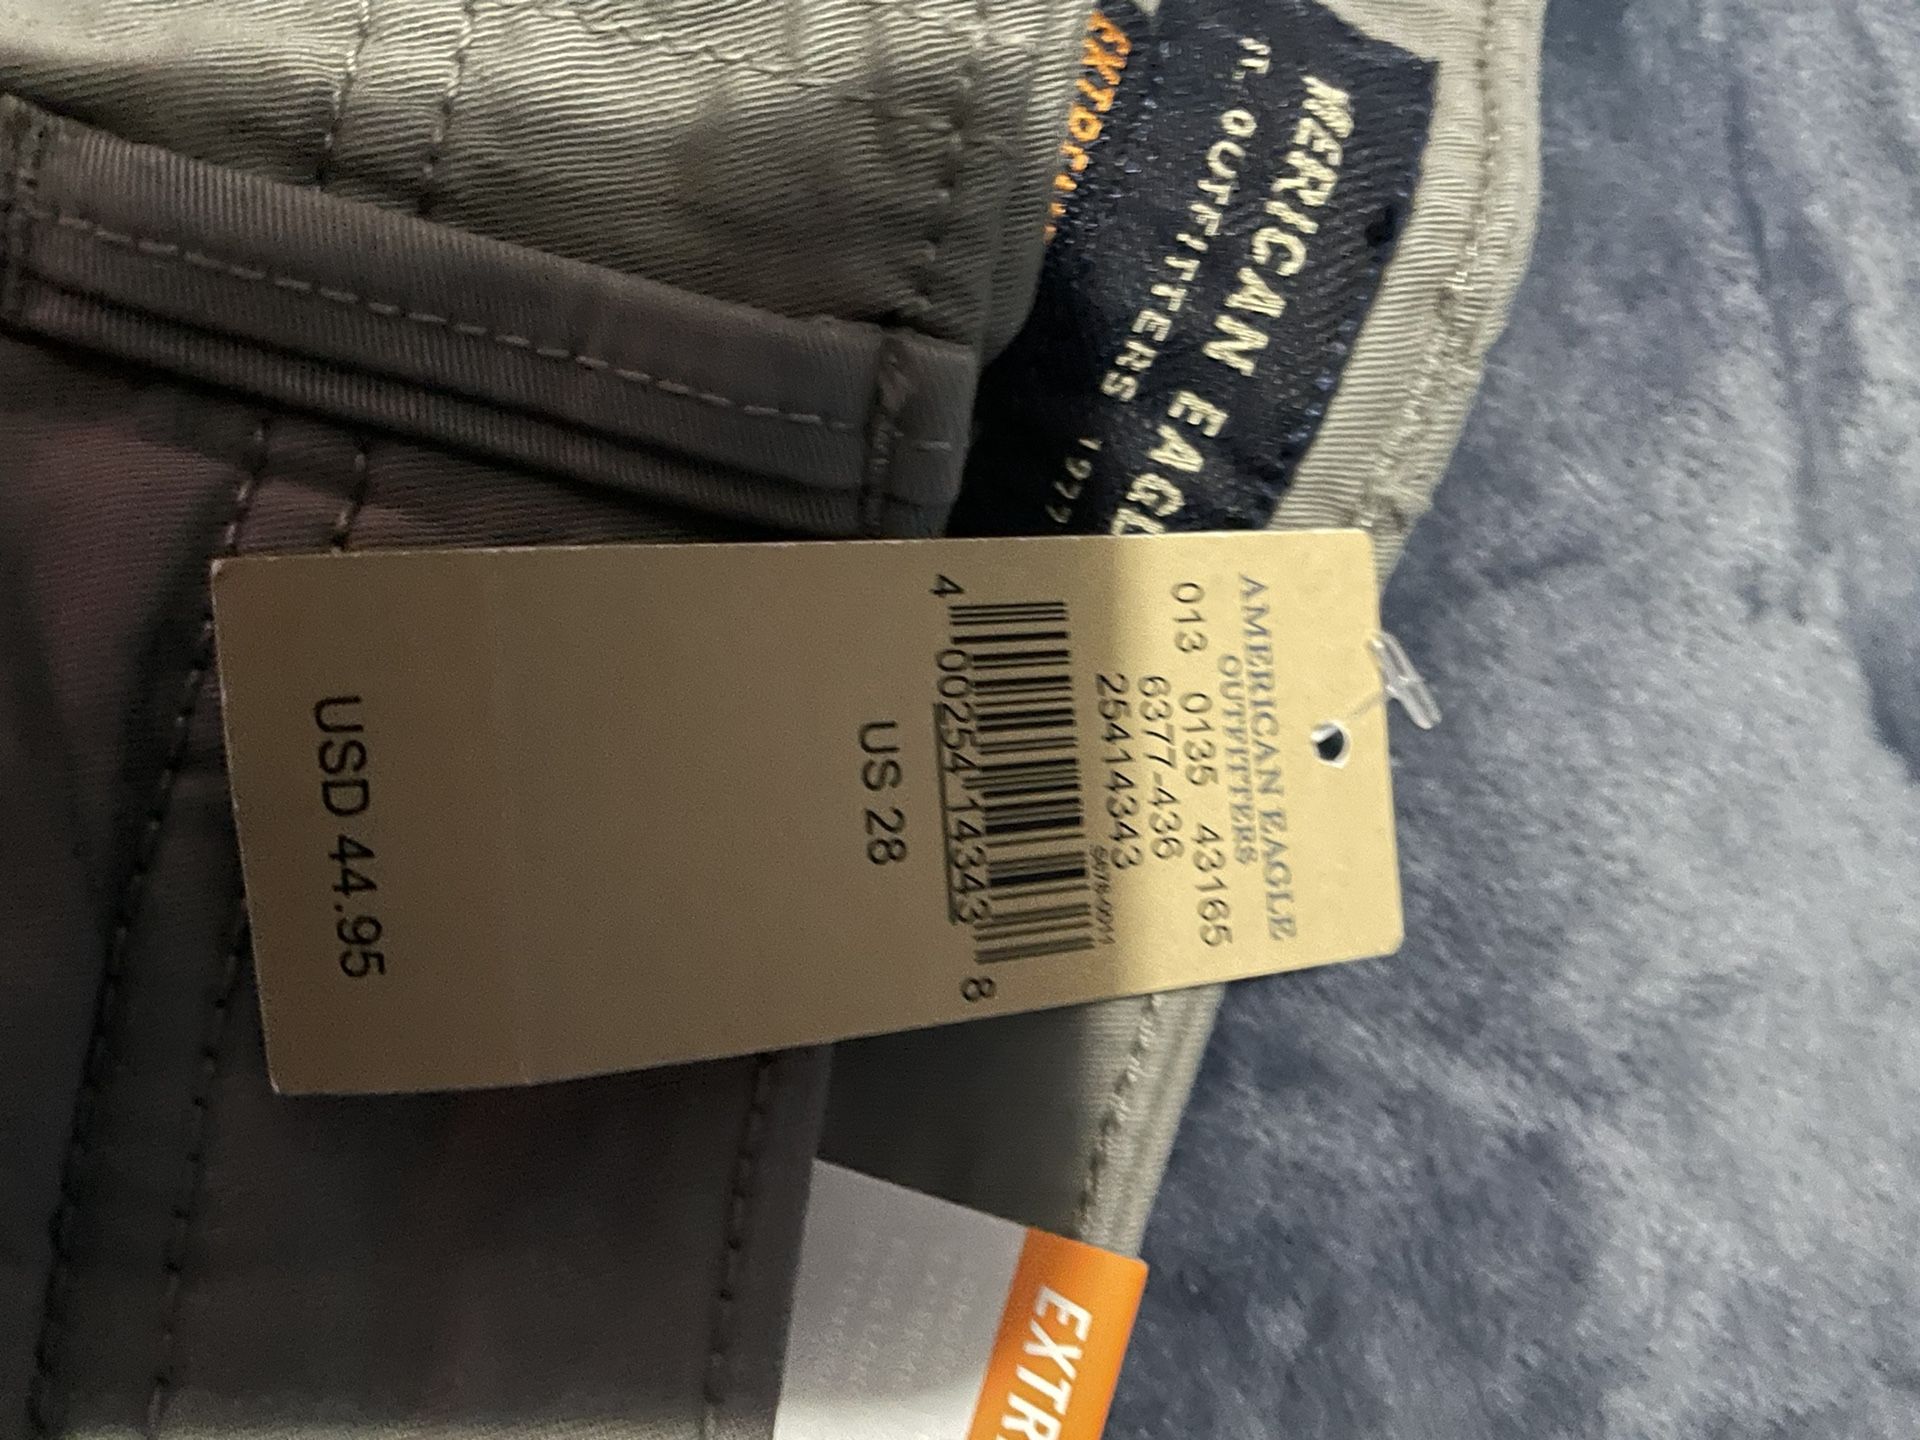 MERICAN EAGL
OUTFITTERS 1977
AMERICAN EAGLE
OUTFITTERS
013 0135 43165
6377-436
25414343
4 00254 14343 8
US 28
USD 44.95
EXTR